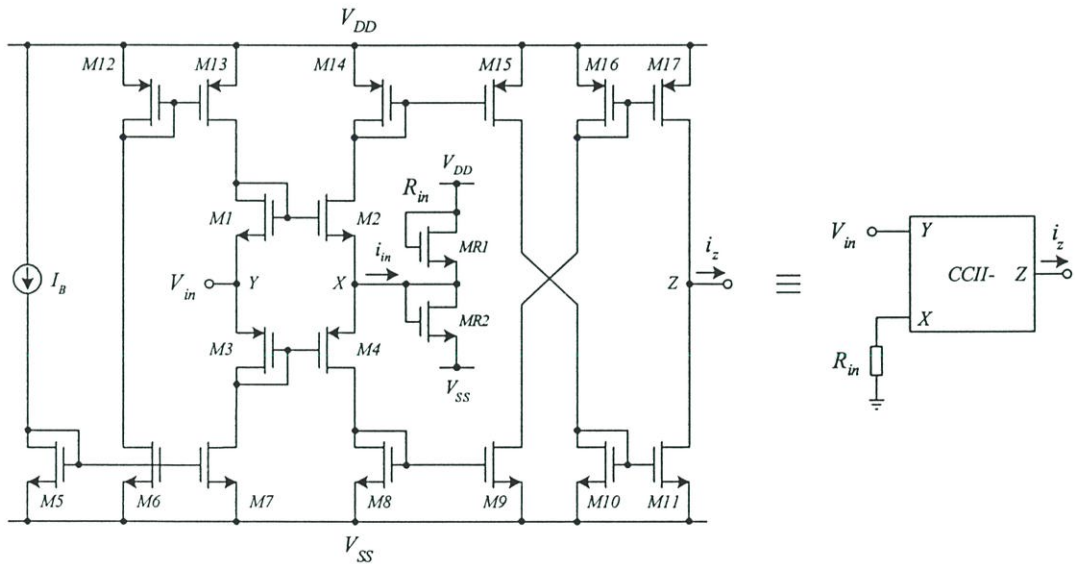 V_DD
M12 M13 M14 M15 M16 M17
V_DD
R_in
M1 M2 MR1
i_in
I_B V_in Y X Z i_z
MR2
M3 M4
V_SS
M5 M6 M7 M8 M9 M10 M11
V_SS
≡
V_in Y i_z
CCII- Z
X
R_in